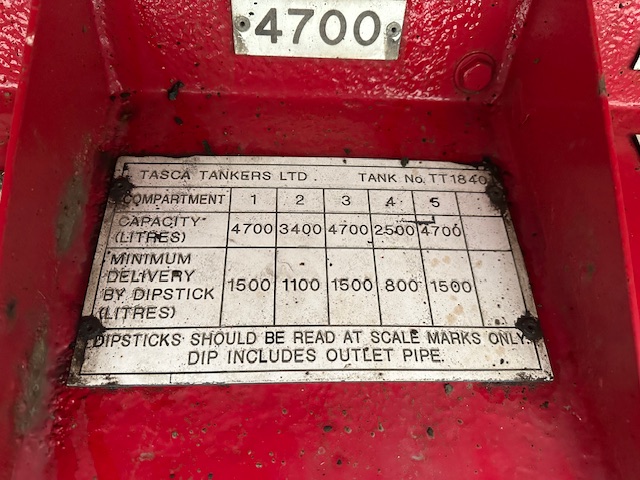 4700
TASCA TANKERS LTD. TANK. No. TT1840
COMPARTMENT 1 2 3 4 5
CAPACITY
(LITRES) 4700 3400 4700 2500 4700
MINIMUM
DELIVERY
BY DIPSTICK 1500 1100 1500 800 1500
(LITRES)
DIPSTICKS SHOULD BE READ AT SCALE MARKS ONLY.
DIP INCLUDES OUTLET PIPE.